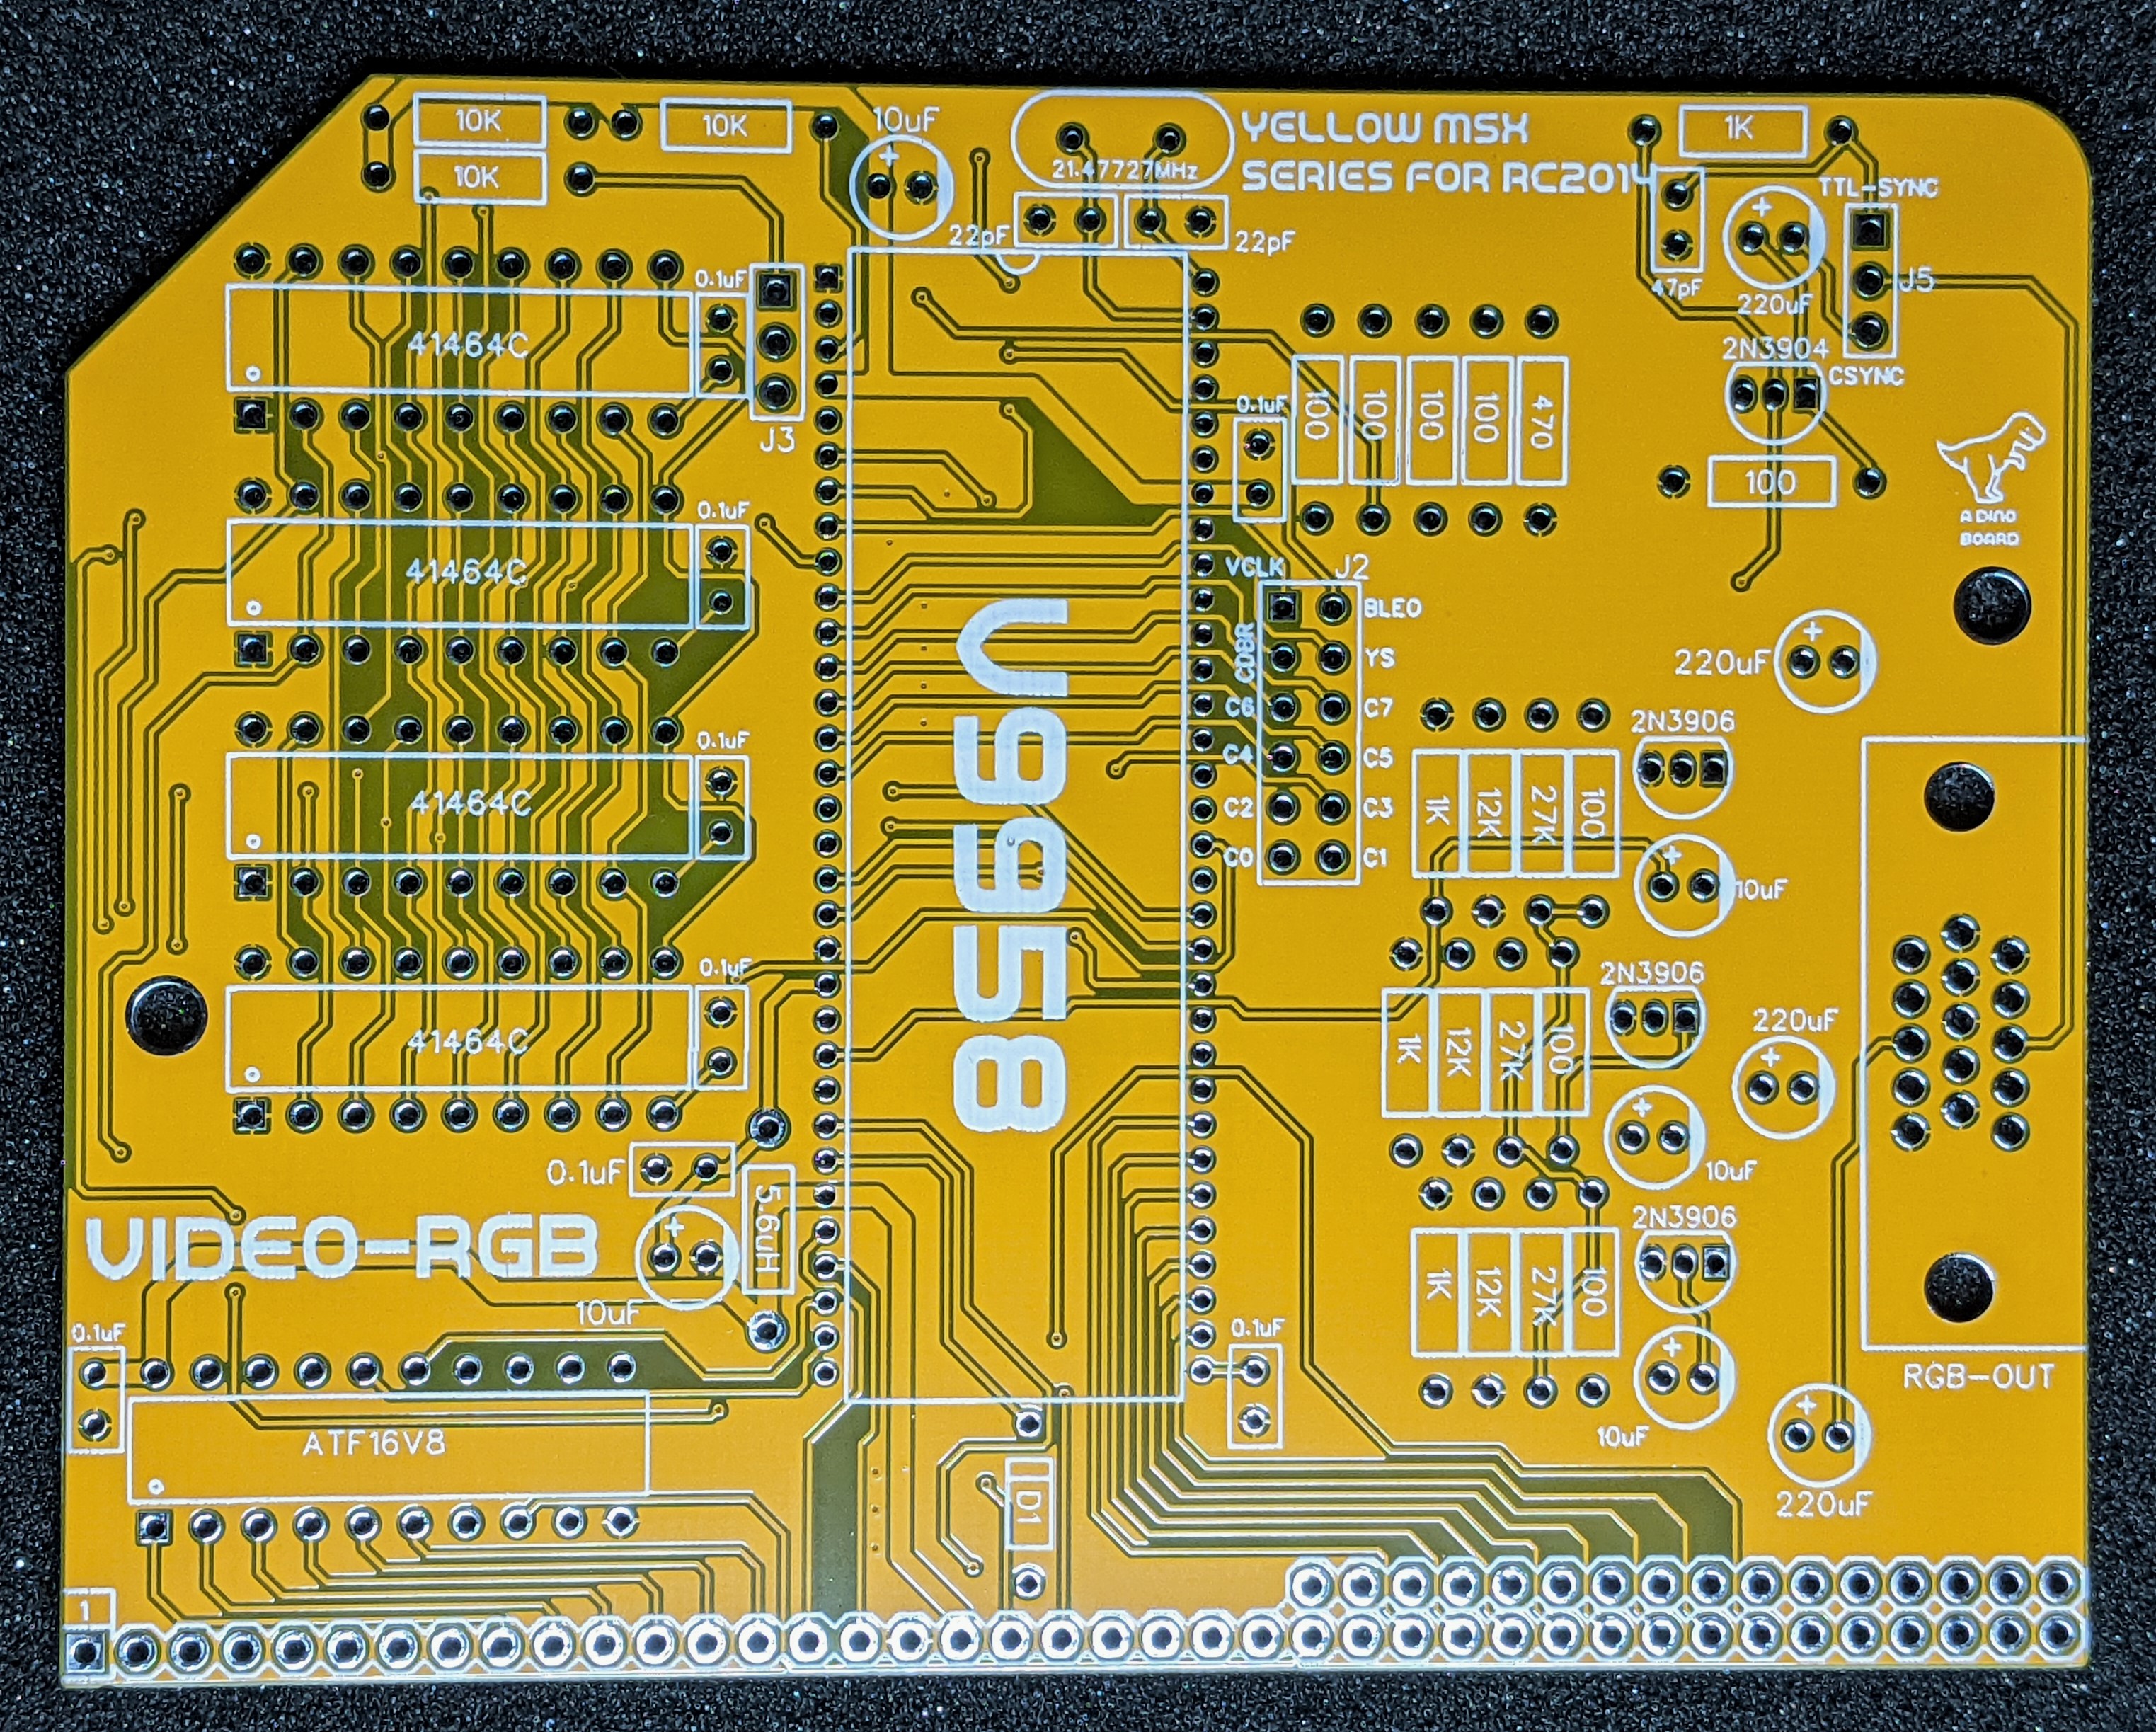 10K
10K
10K
10uF
21.47727MHz
22pF
22pF
YELLOW MSX
SERIES FOR RC2014
1K
47pF
220uF
TTL-SYNC
J5
CSYNC
2N3904
100
A DINO
BOARD
41464C
0.1uF
J3
41464C
0.1uF
41464C
0.1uF
41464C
0.1uF
V9958
0.1uF
100
100
100
100
470
VCLK
J2
BLEO
CDBR
YS
C6
C7
C4
C5
C2
C3
C0
C1
220uF
2N3906
1K
12K
27K
100
10uF
2N3906
1K
12K
27K
100
10uF
220uF
2N3906
1K
12K
27K
100
10uF
220uF
RGB-OUT
0.1uF
5.6uH
VIDEO-RGB
10uF
0.1uF
ATF16V8
0.1uF
D1
1